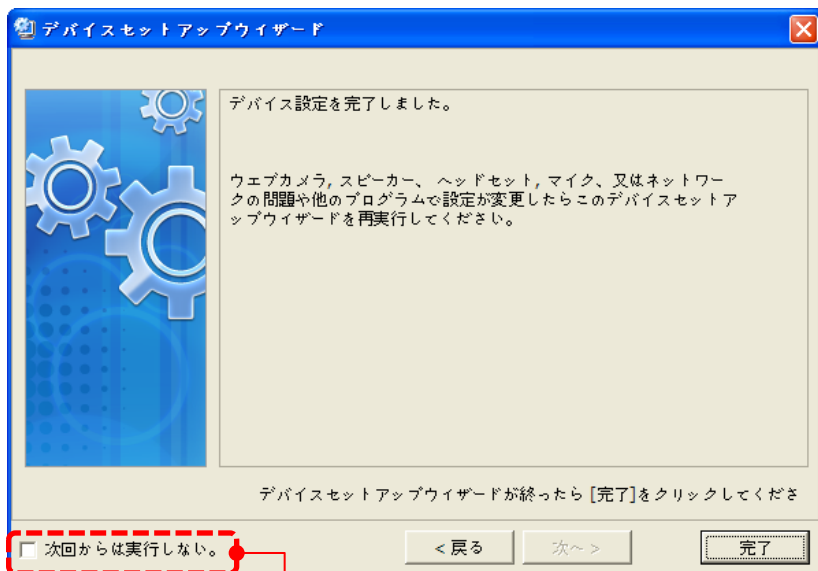 デバイスセットアップウィザード
デバイス設定を完了しました。
ウエブカメラ, スピーカー、 ヘッドセット, マイク、又はネットワー
クの問題や他のプログラムで設定が変更したらこのデバイスセットア
ップウイザードを再実行してください。
デバイスセットアップウイザードが終ったら [完了]をクリックしてくださ
次回からは実行しない。
< 戻る
次へ >
完了